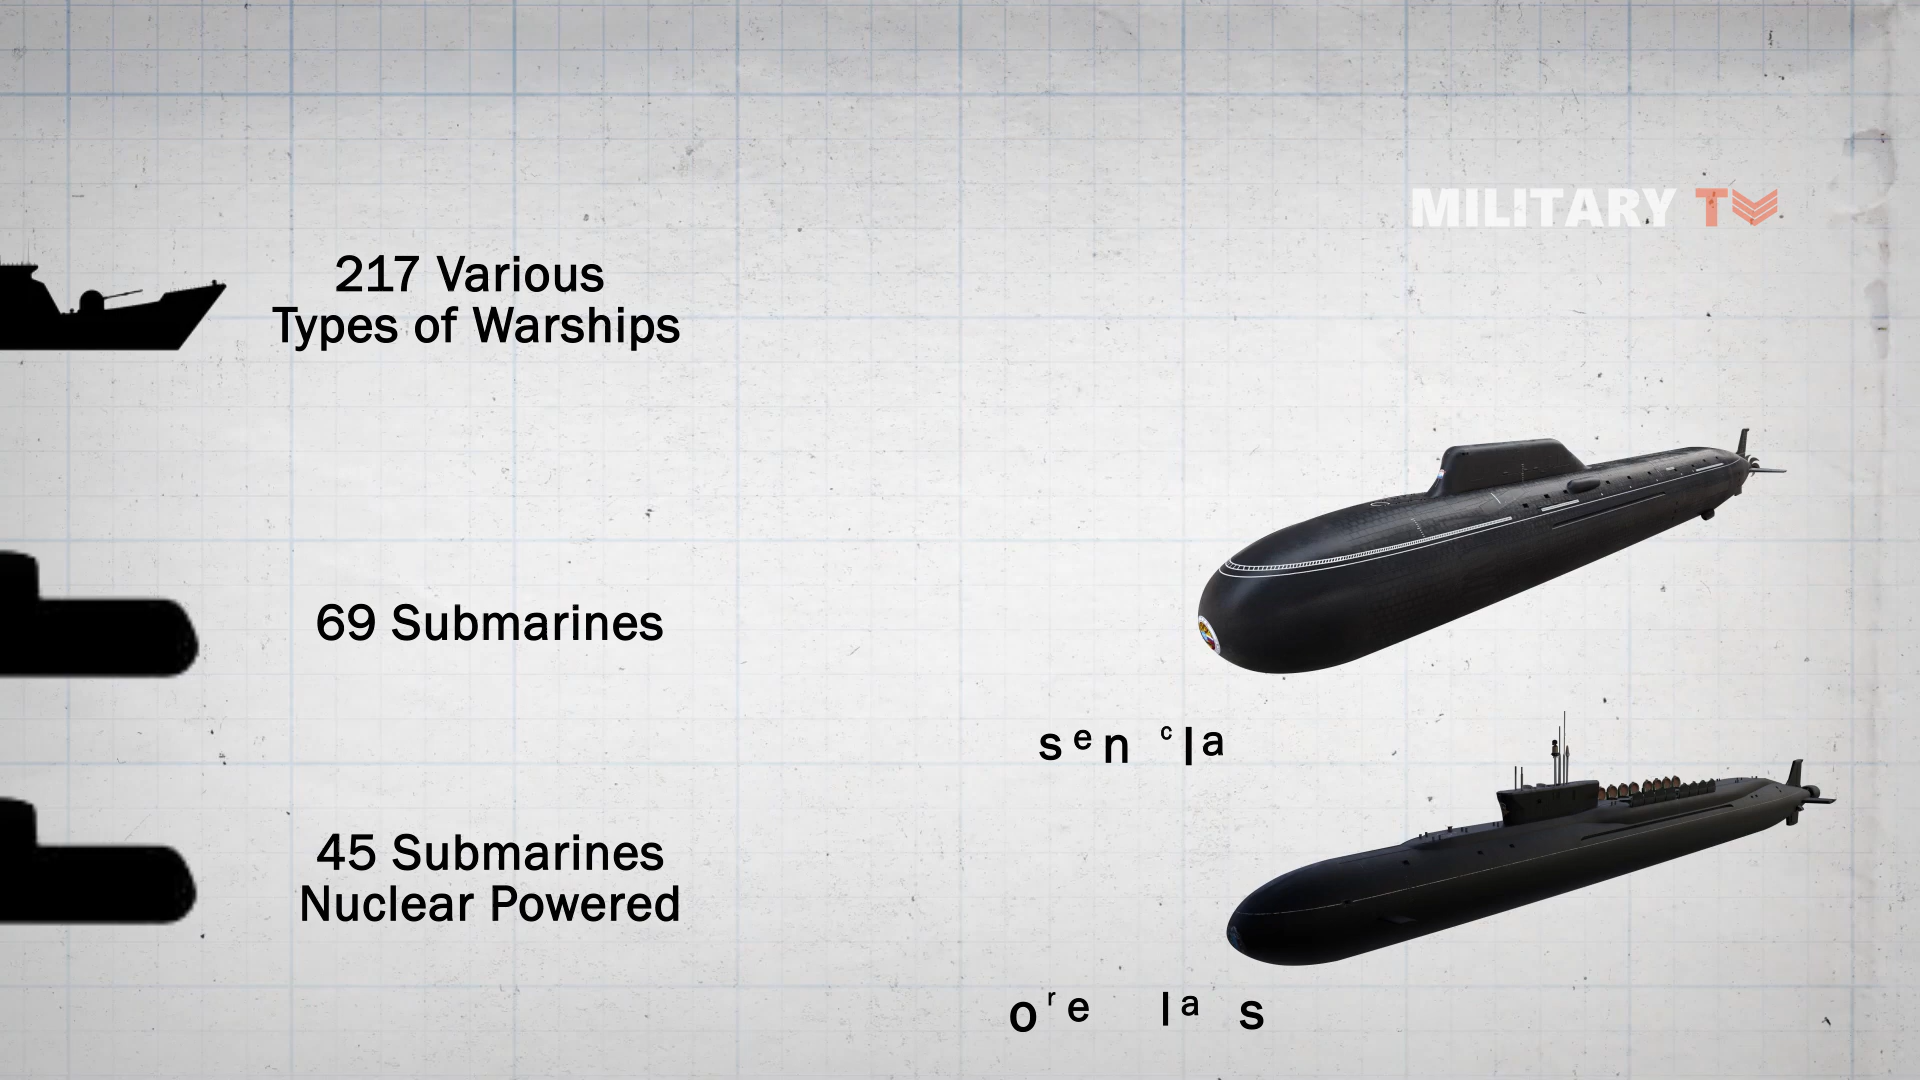 MILITARY TV
217 Various
Types of Warships
69 Submarines
45 Submarines
Nuclear Powered
s e n c l a
o r e l a s